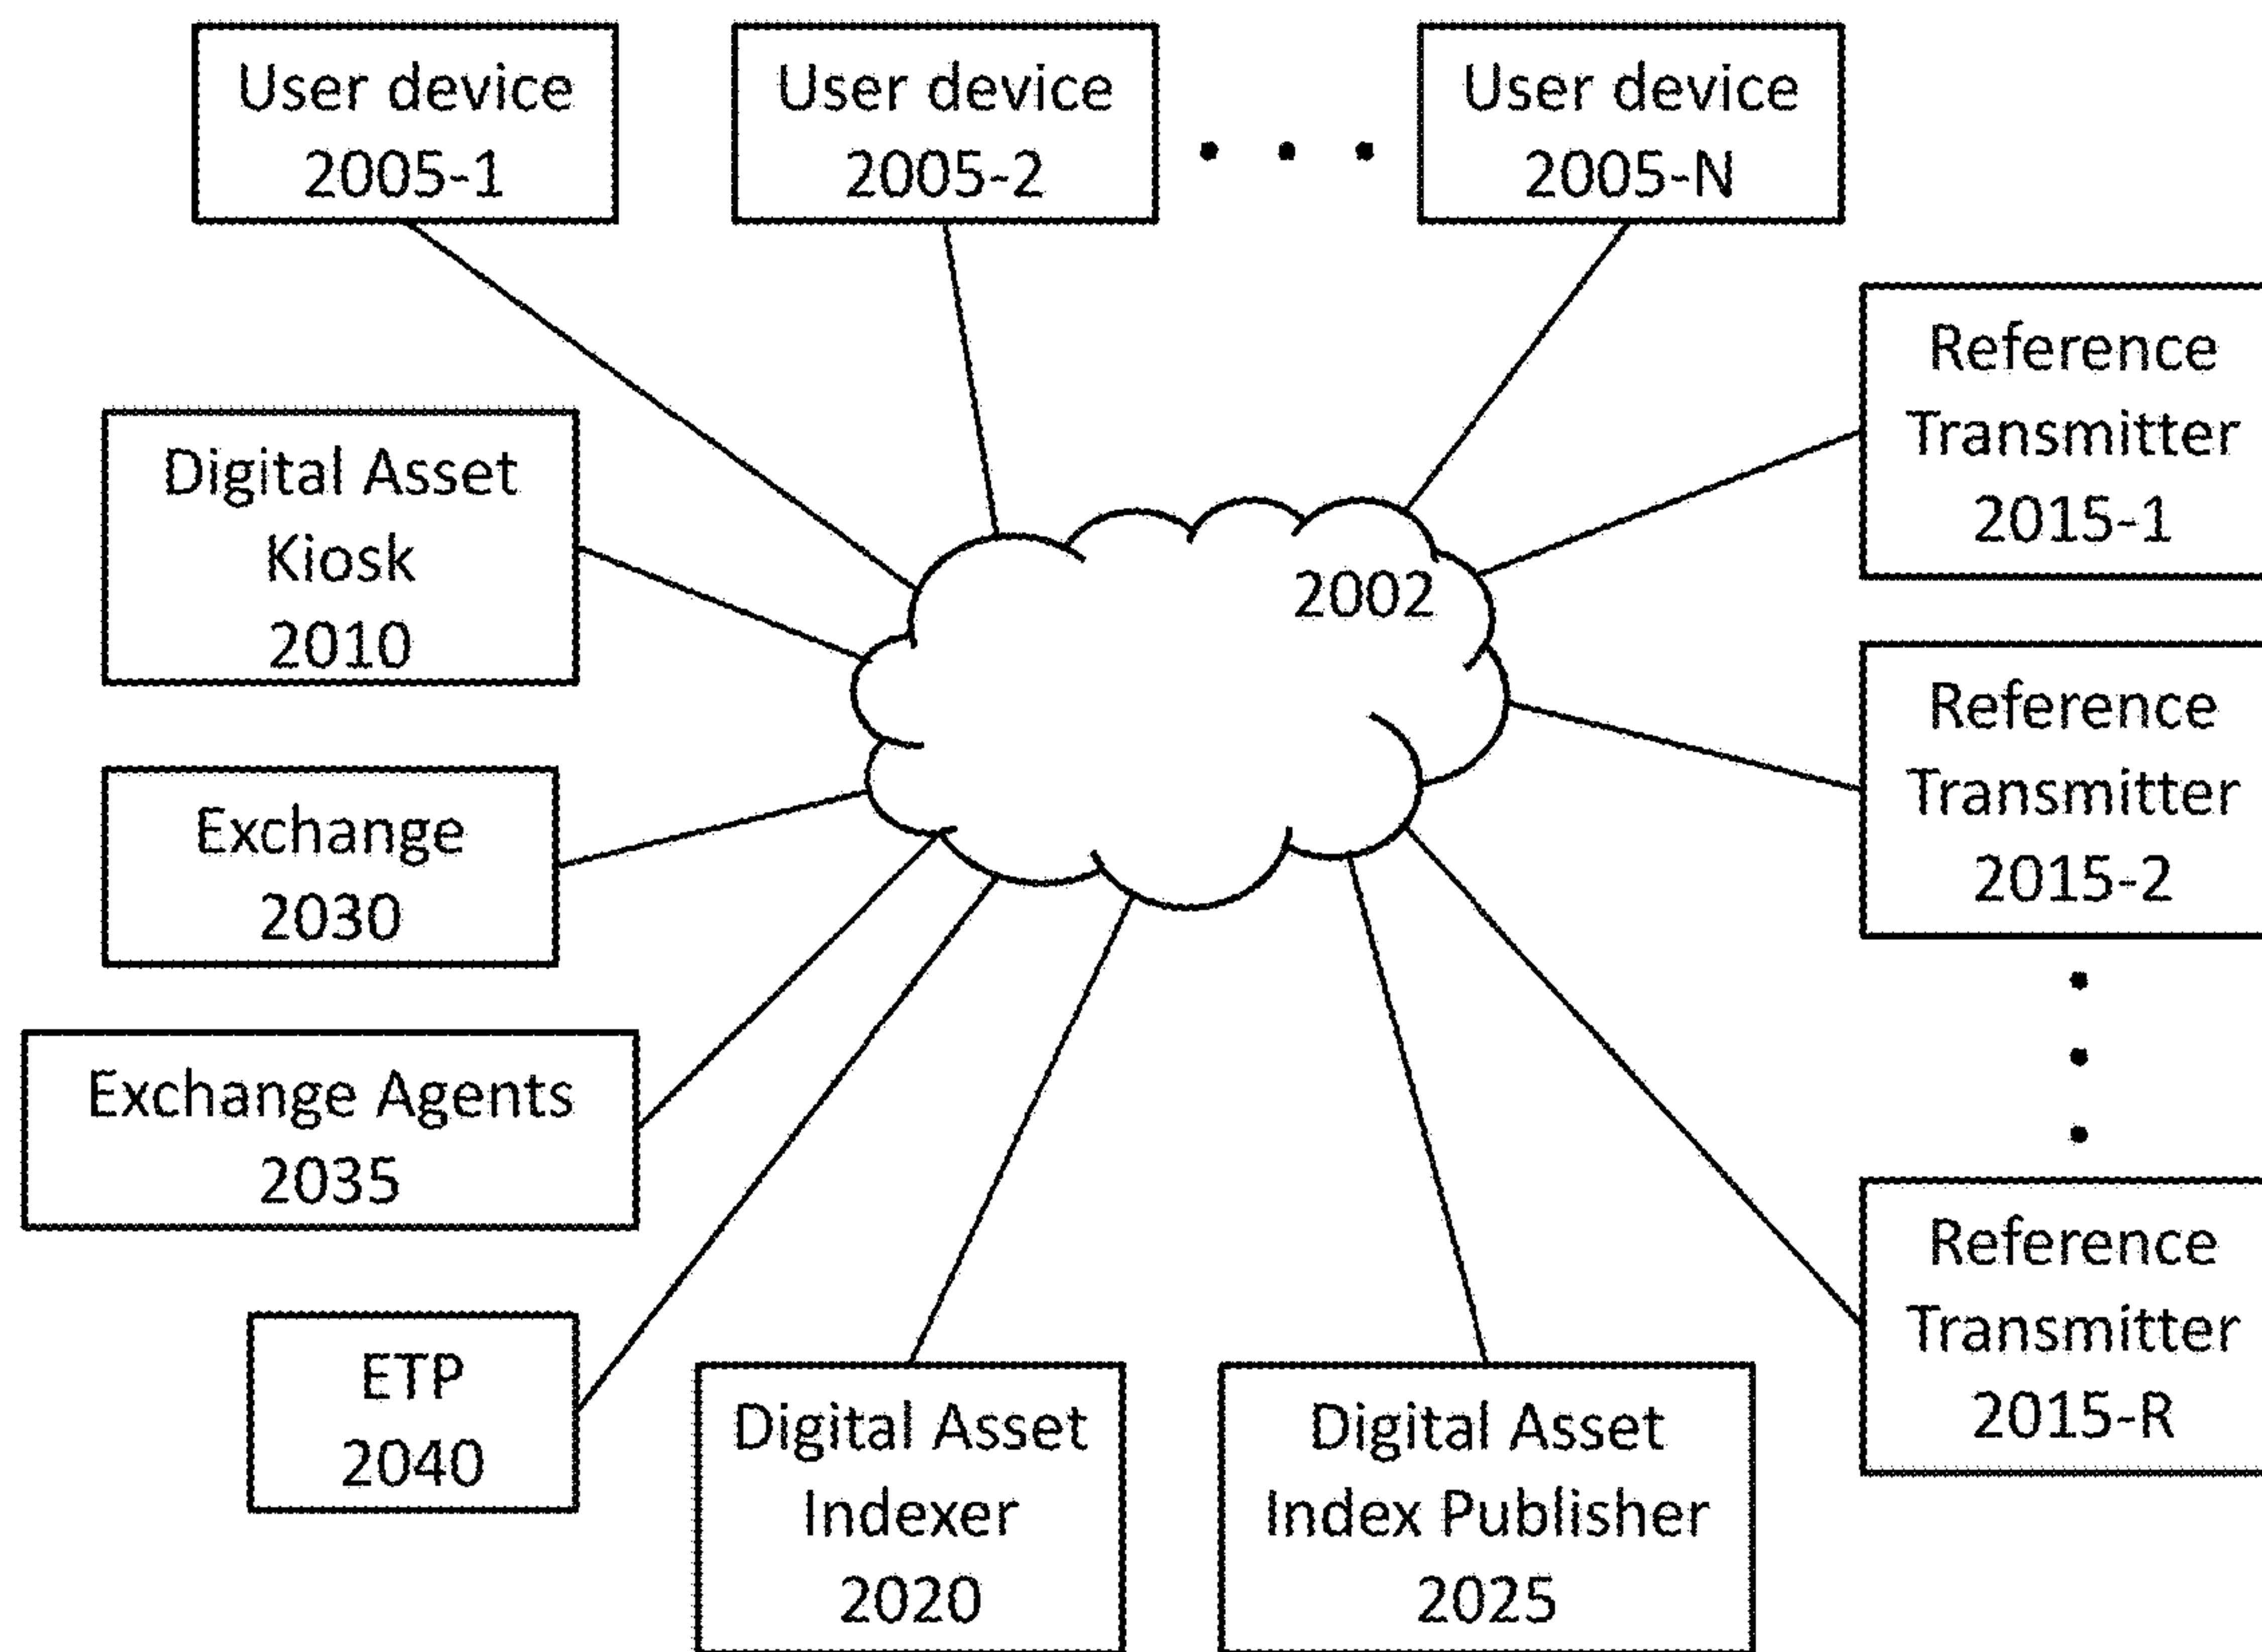 User device
2005-1
User device
2005-2
User device
2005-N
Reference
Transmitter
2015-1
Digital Asset
Kiosk
2010
2002
Reference
Transmitter
2015-2
Exchange
2030
Exchange Agents
2035
Reference
Transmitter
2015-R
ETP
2040
Digital Asset
Indexer
2020
Digital Asset
Index Publisher
2025